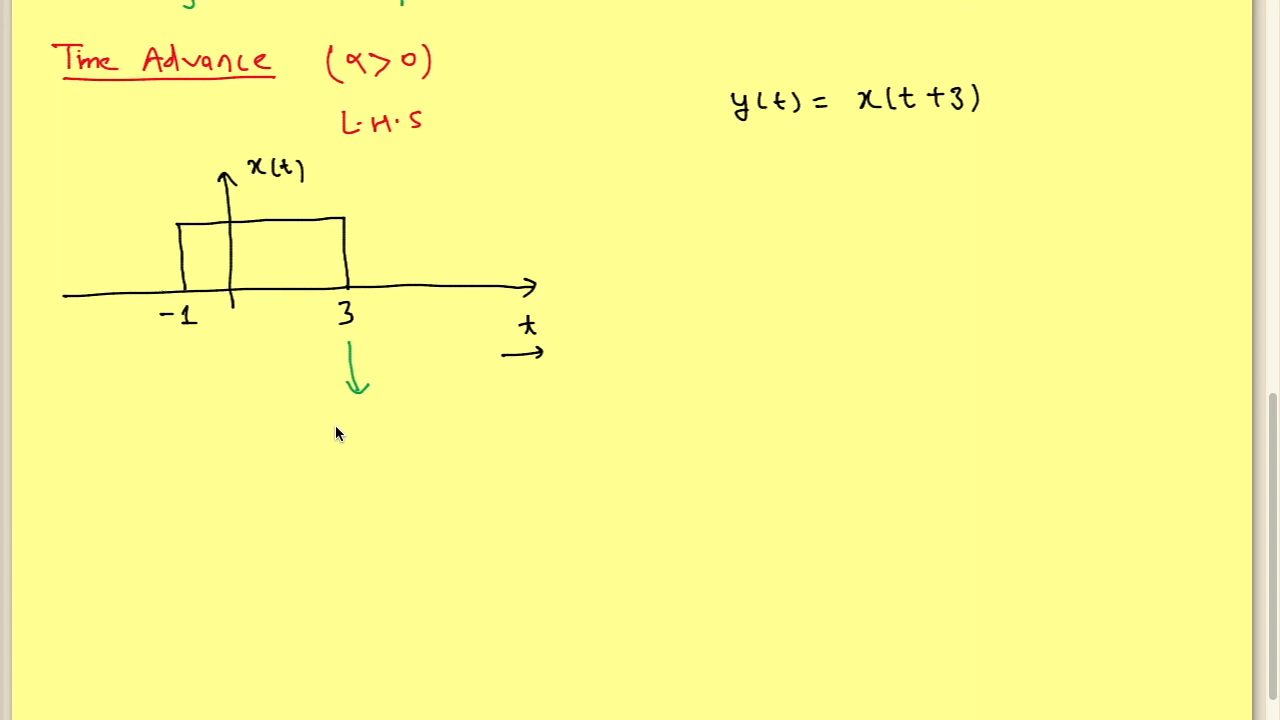 Time Advance (α>0)
L.H.S
y(t) = x(t+3)
x(t)
-1 3
t